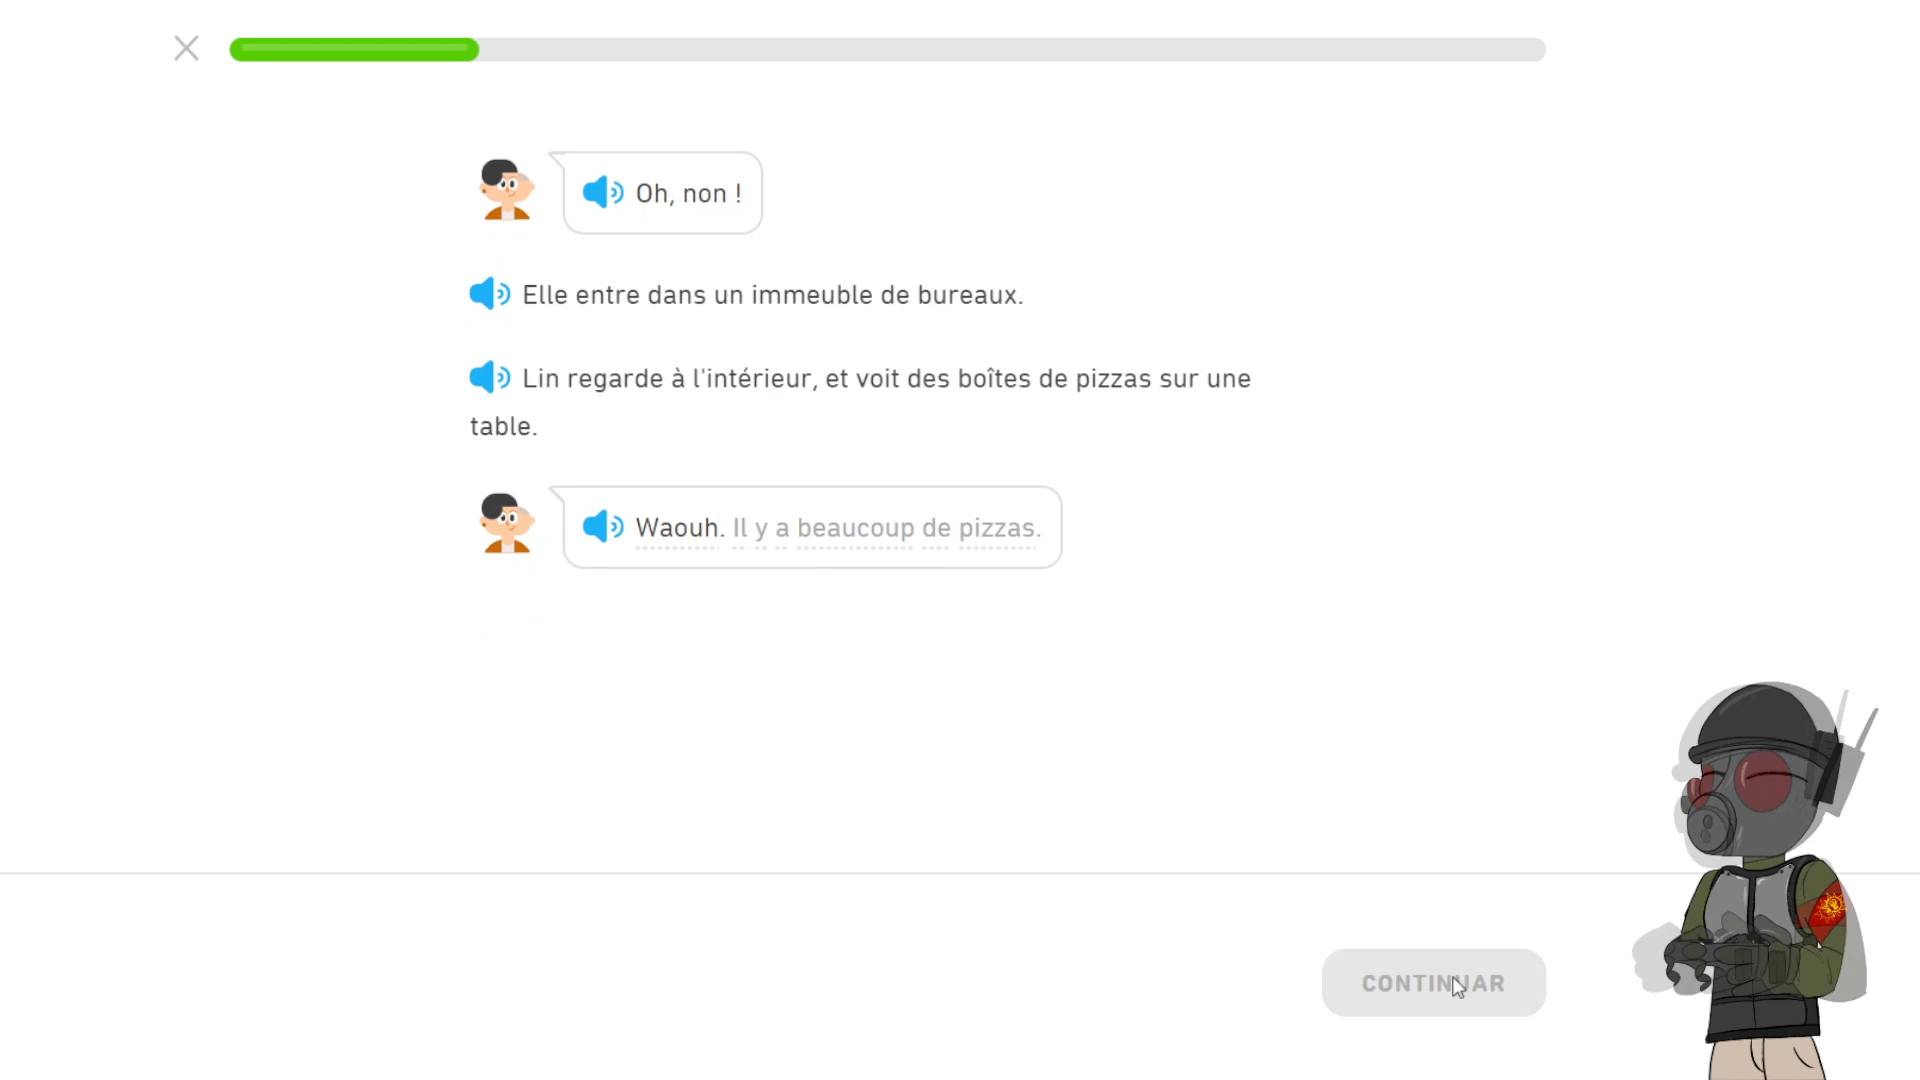 Oh, non !
Elle entre dans un immeuble de bureaux.
Lin regarde à l'intérieur, et voit des boîtes de pizzas sur une
table.
Waouh. Il y a beaucoup de pizzas.
CONTINUAR